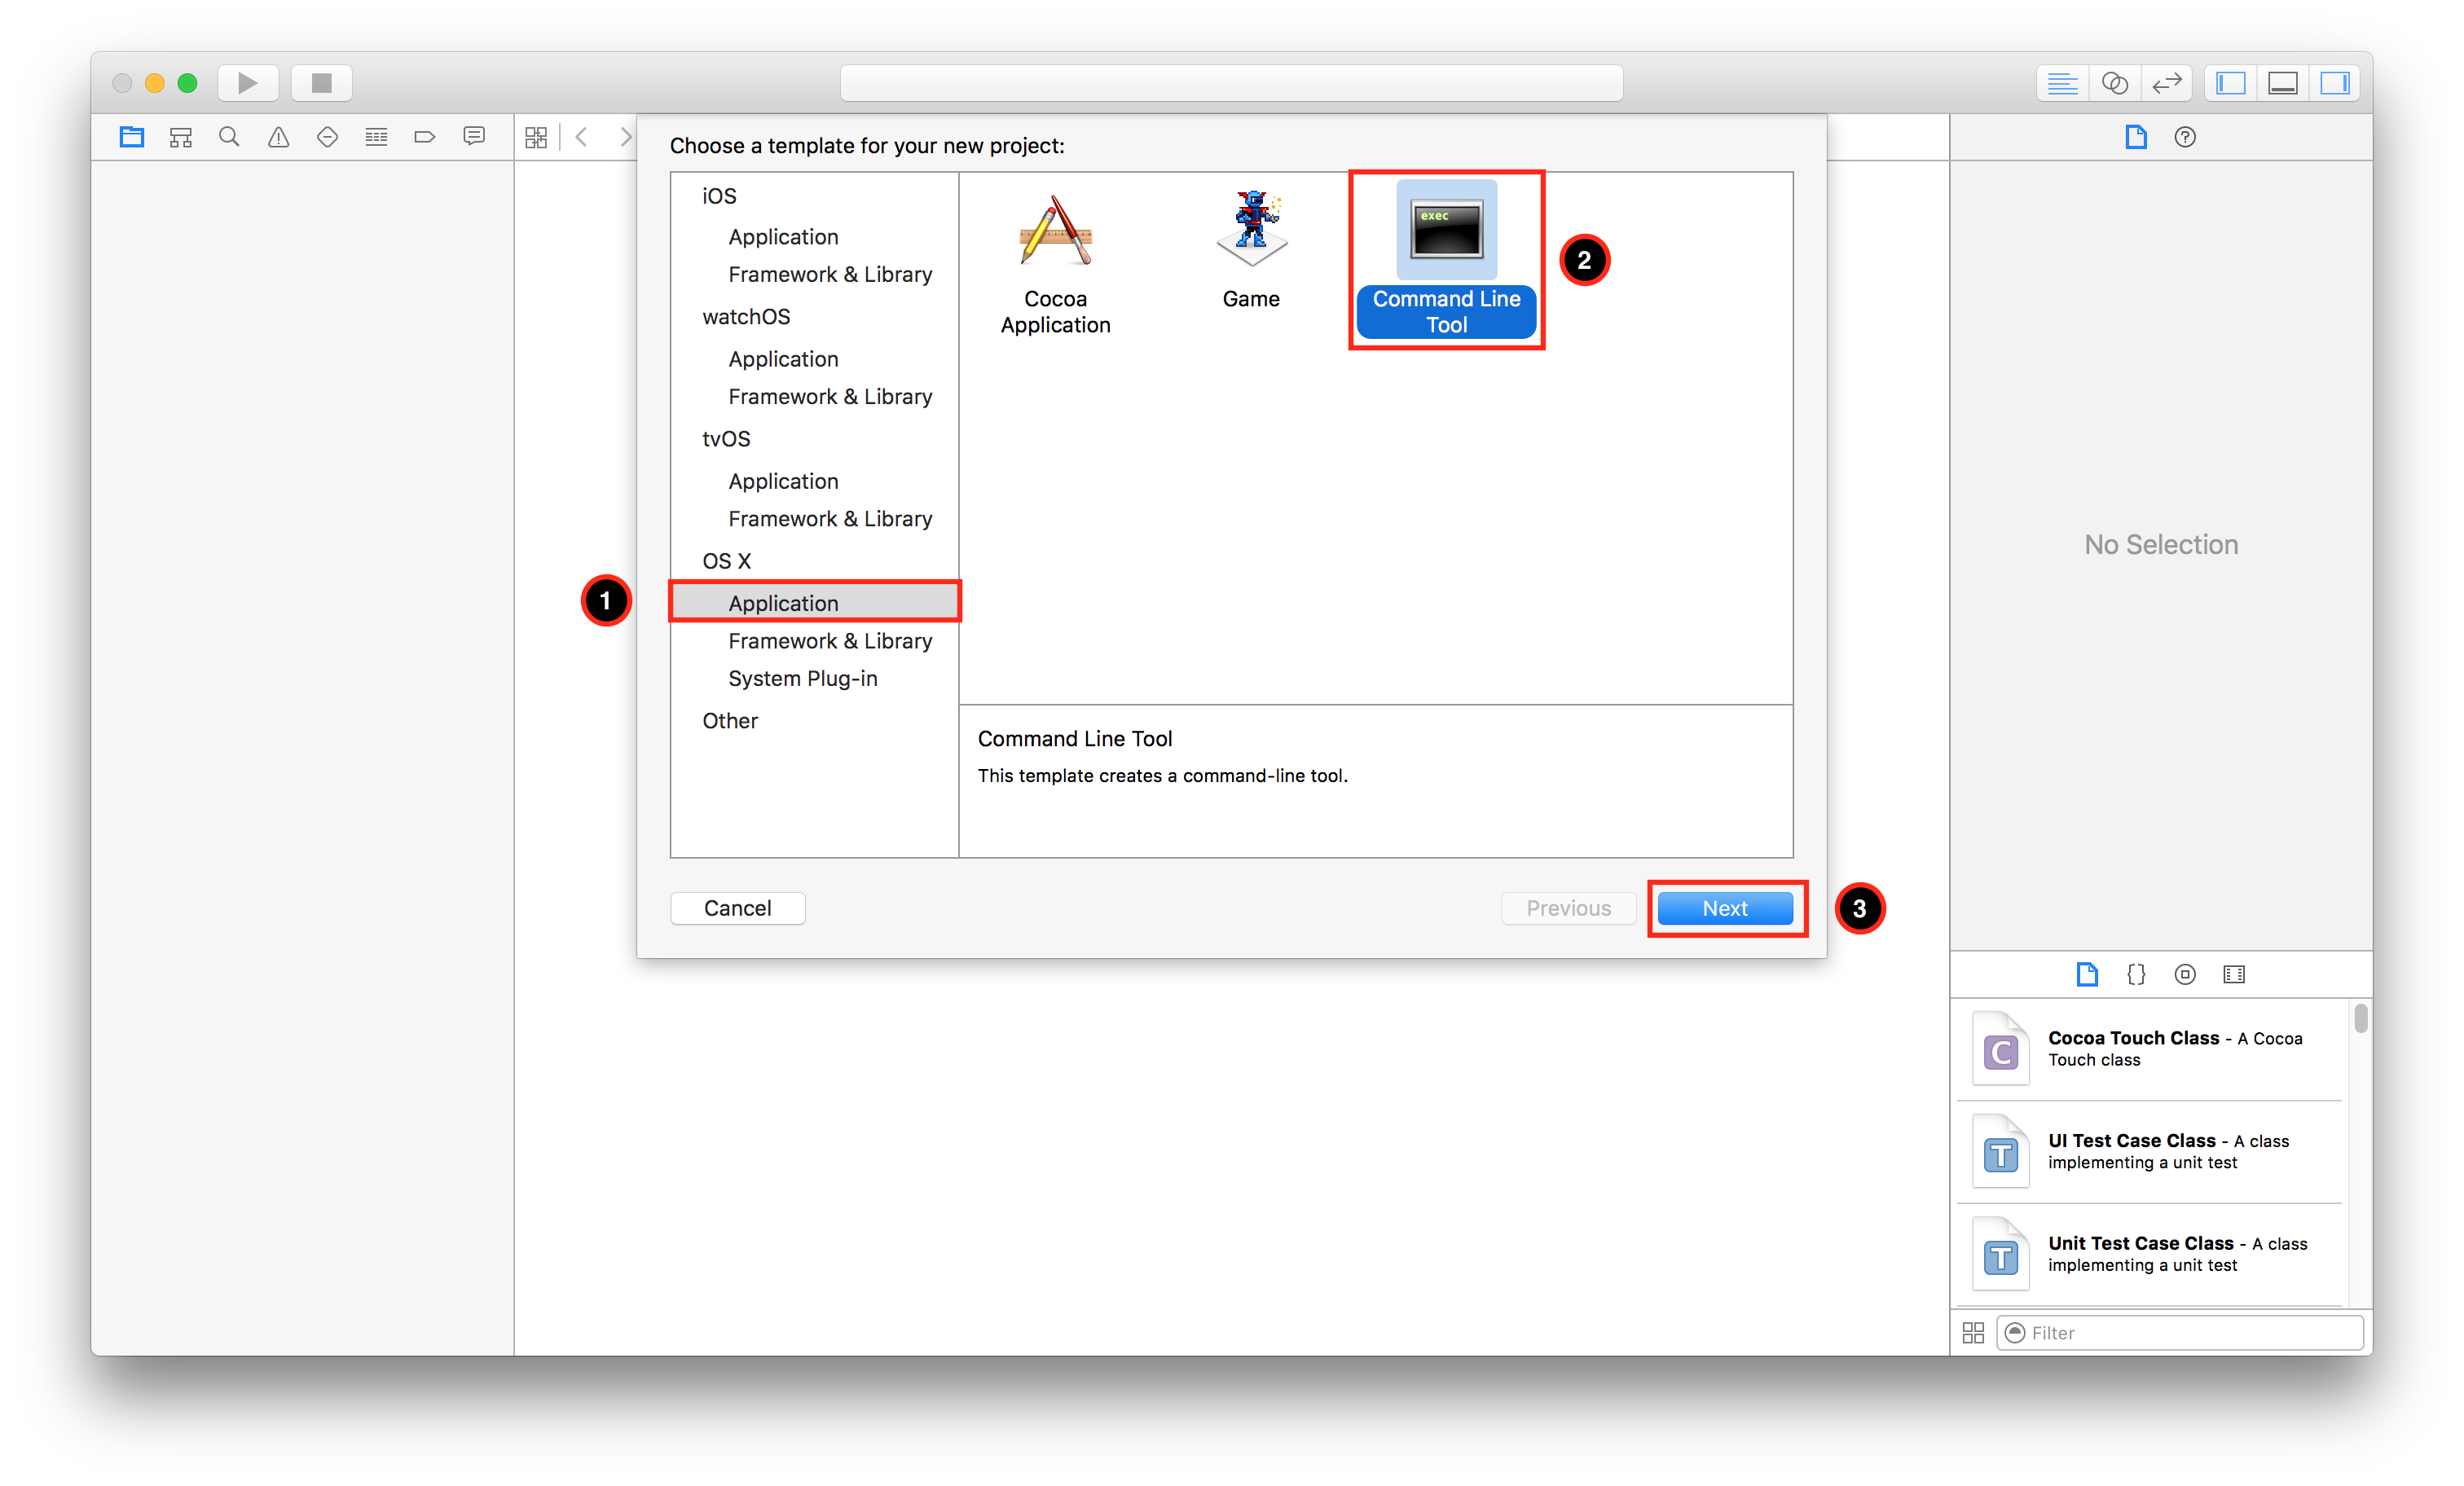 Choose a template for your new project:
iOS
Application
Framework & Library
watchOS
Application
Framework & Library
tvOS
Application
Framework & Library
OS X
1
Application
Framework & Library
System Plug-in
Other
Cocoa
Application
Game
exec
Command Line
Tool
2
Command Line Tool
This template creates a command-line tool.
Cancel
Previous
Next
3
No Selection
{}
C
Cocoa Touch Class - A Cocoa
Touch class
T
UI Test Case Class - A class
implementing a unit test
T
Unit Test Case Class - A class
implementing a unit test
Filter